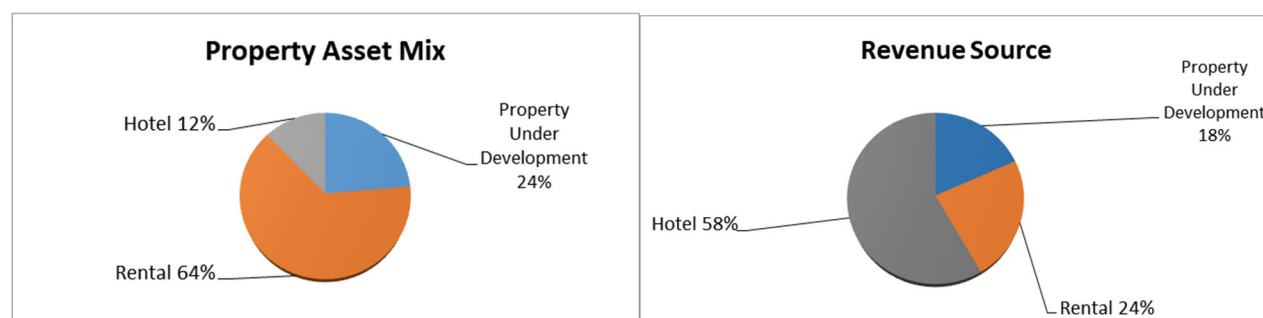 Property Asset Mix
Hotel 12%
Property
Under
Development
24%
Rental 64%
Revenue Source
Property
Under
Development
18%
Hotel 58%
Rental 24%